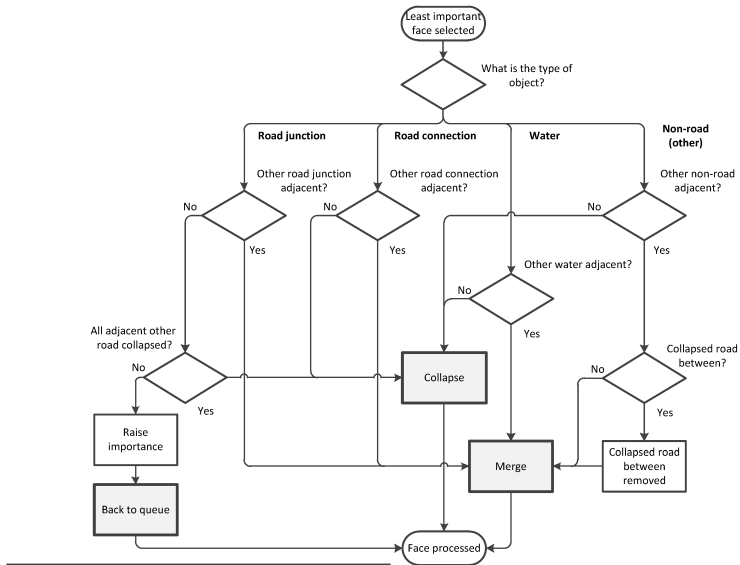 Least important
face selected
What is the type of
object?
Road junction
Road connection
Water
Non-road
(other)
Other road junction
adjacent?
Other road connection
adjacent?
Other non-road
adjacent?
No
No
No
Yes
Yes
Yes
Other water adjacent?
No
Yes
All adjacent other
road collapsed?
No
Yes
Collapse
Collapsed road
between?
No
Yes
Raise
importance
Merge
Collapsed road
between
removed
Back to queue
Face processed